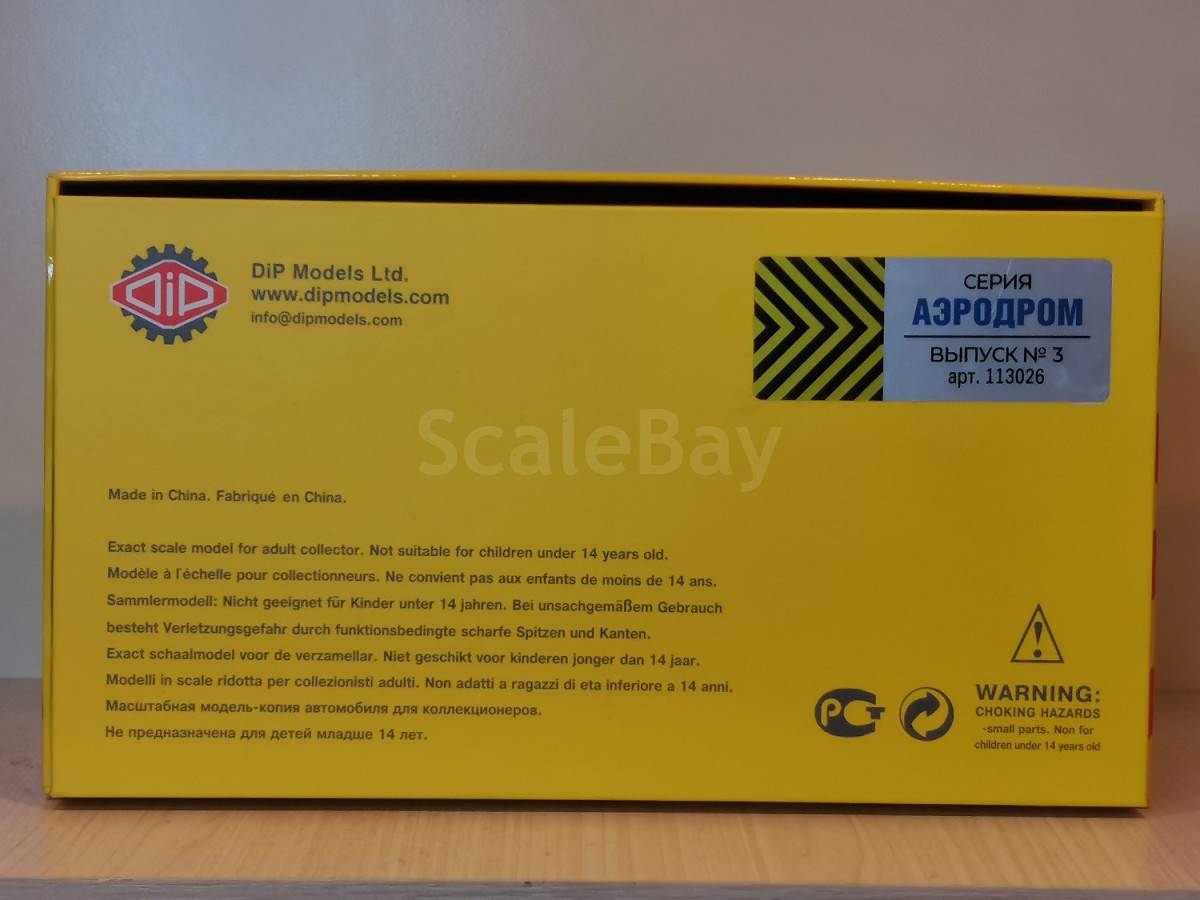 DiP
DiP Models Ltd.
www.dipmodels.com
info@dipmodels.com
СЕРИЯ
АЭРОДРОМ
ВЫПУСК № 3
арт. 113026
ScaleBay
Made in China. Fabriqué en China.
Exact scale model for adult collector. Not suitable for children under 14 years old.
Modèle à l'échelle pour collectionneurs. Ne convient pas aux enfants de moins de 14 ans.
Sammlermodell: Nicht geeignet für Kinder unter 14 jahren. Bei unsachgemäßem Gebrauch
besteht Verletzungsgefahr durch funktionsbedingte scharfe Spitzen und Kanten.
Exact schaalmodel voor de verzamellar. Niet geschikt voor kinderen jonger dan 14 jaar.
Modelli in scale ridotta per collezionisti adulti. Non adatti a ragazzi di eta inferiore a 14 anni.
Масштабная модель-копия автомобиля для коллекционеров.
Не предназначена для детей младше 14 лет.
РСТ
WARNING:
CHOKING HAZARDS
-small parts. Non for
children under 14 years old